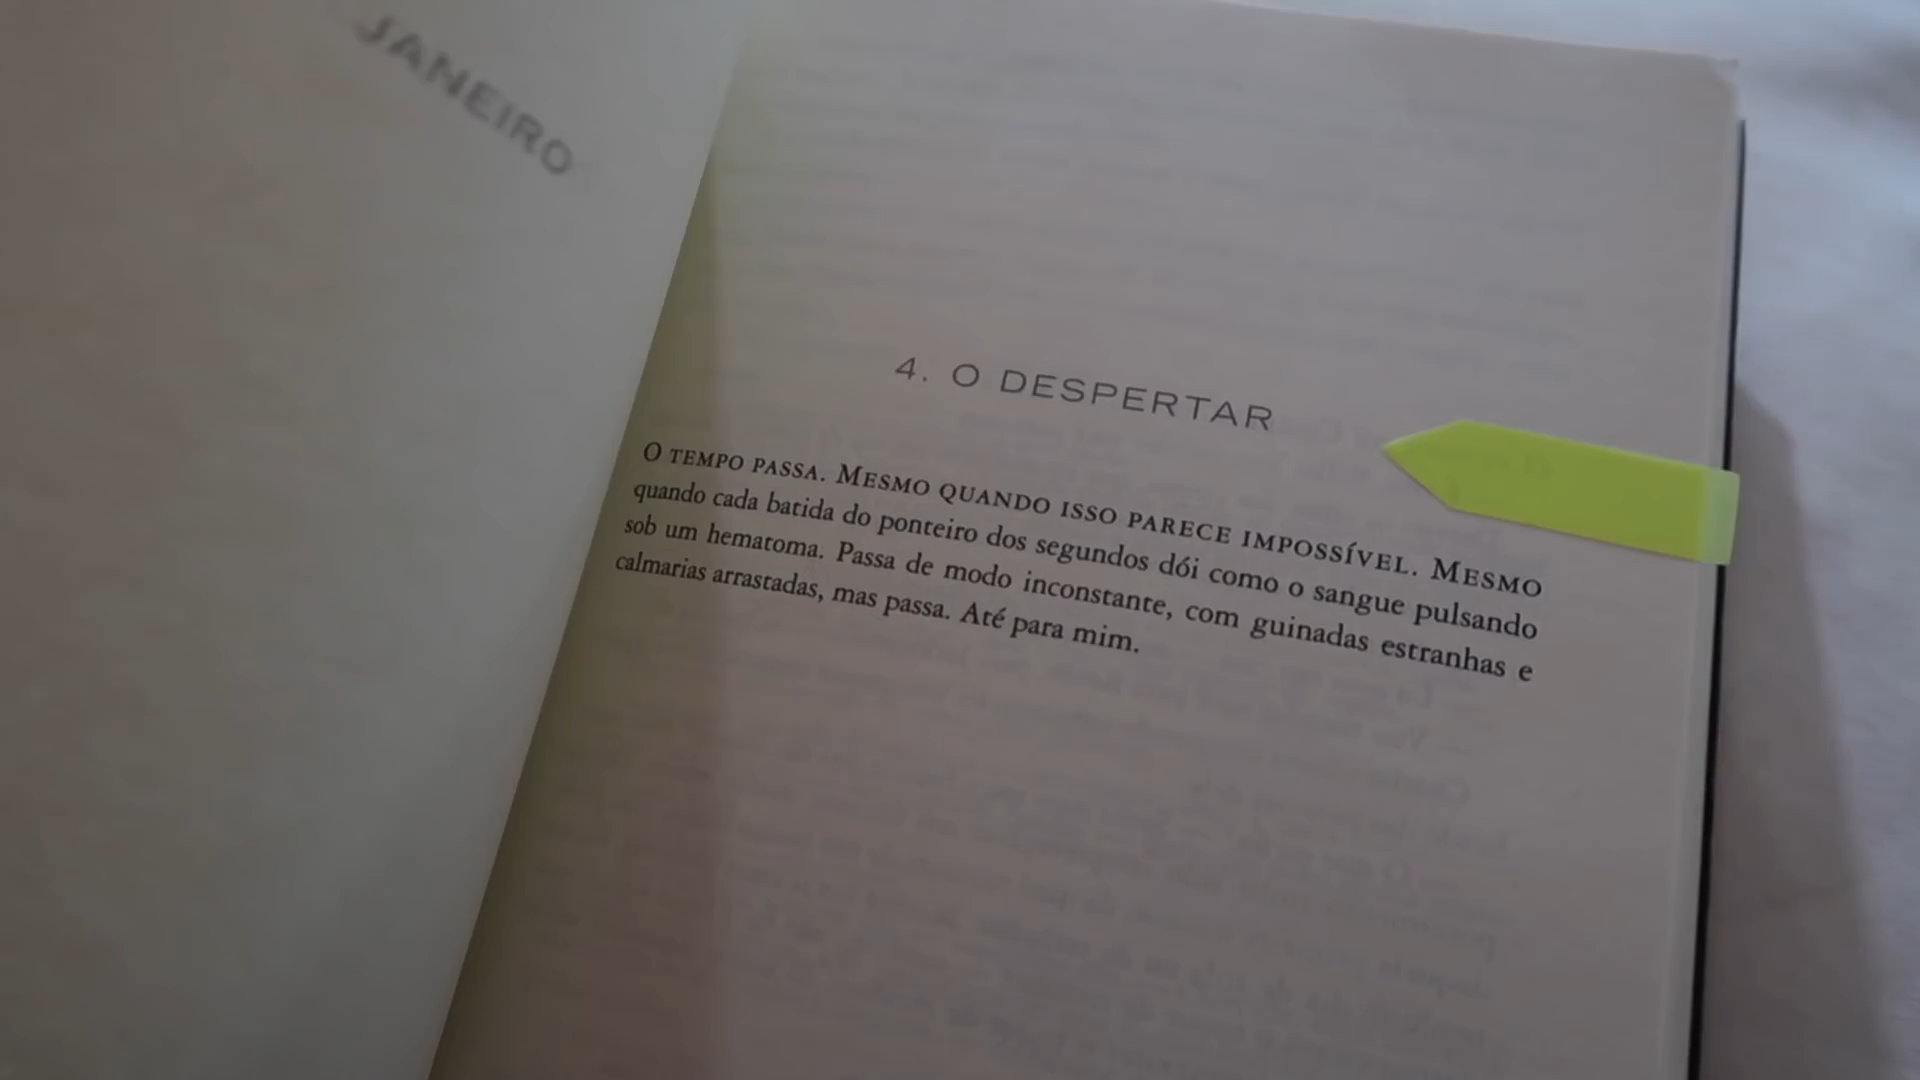 JANEIRO
4. O DESPERTAR
O TEMPO PASSA. MESMO QUANDO ISSO PARECE IMPOSSÍVEL. MESMO
quando cada batida do ponteiro dos segundos dói como o sangue pulsando
sob um hematoma. Passa de modo inconstante, com guinadas estranhas e
calmarias arrastadas, mas passa. Até para mim.